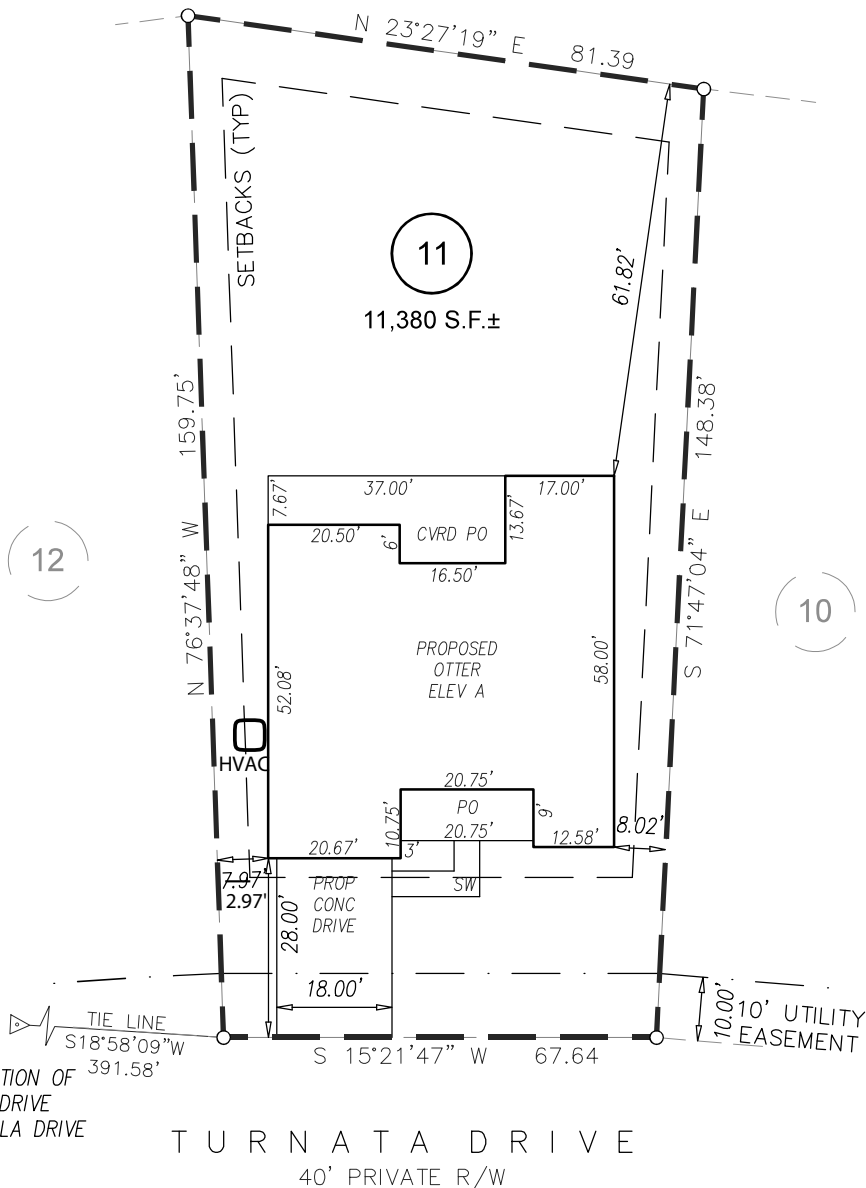 N 23°27'19" E 81.39
SETBACKS (TYP)
11
11,380 S.F.±
61.82'
159.75'
148.38'
37.00'
17.00'
7.67'
20.50'
6'
CVRD PO
13.67'
16.50'
12
N 76°37'48" W
S 71°47'04" E
10
PROPOSED
OTTER
ELEV A
52.08'
58.00'
HVAC
20.75'
PO
20.75'
10.75'
9'
12.58'
8.02'
20.67'
3'
7.97'
2.97'
PROP
CONC
DRIVE
SW
28.00'
18.00'
10.00'
10' UTILITY
EASEMENT
TIE LINE
S18°58'09"W
391.58'
TION OF
DRIVE
LA DRIVE
S 15°21'47" W 67.64
TURNATA DRIVE
40' PRIVATE R/W